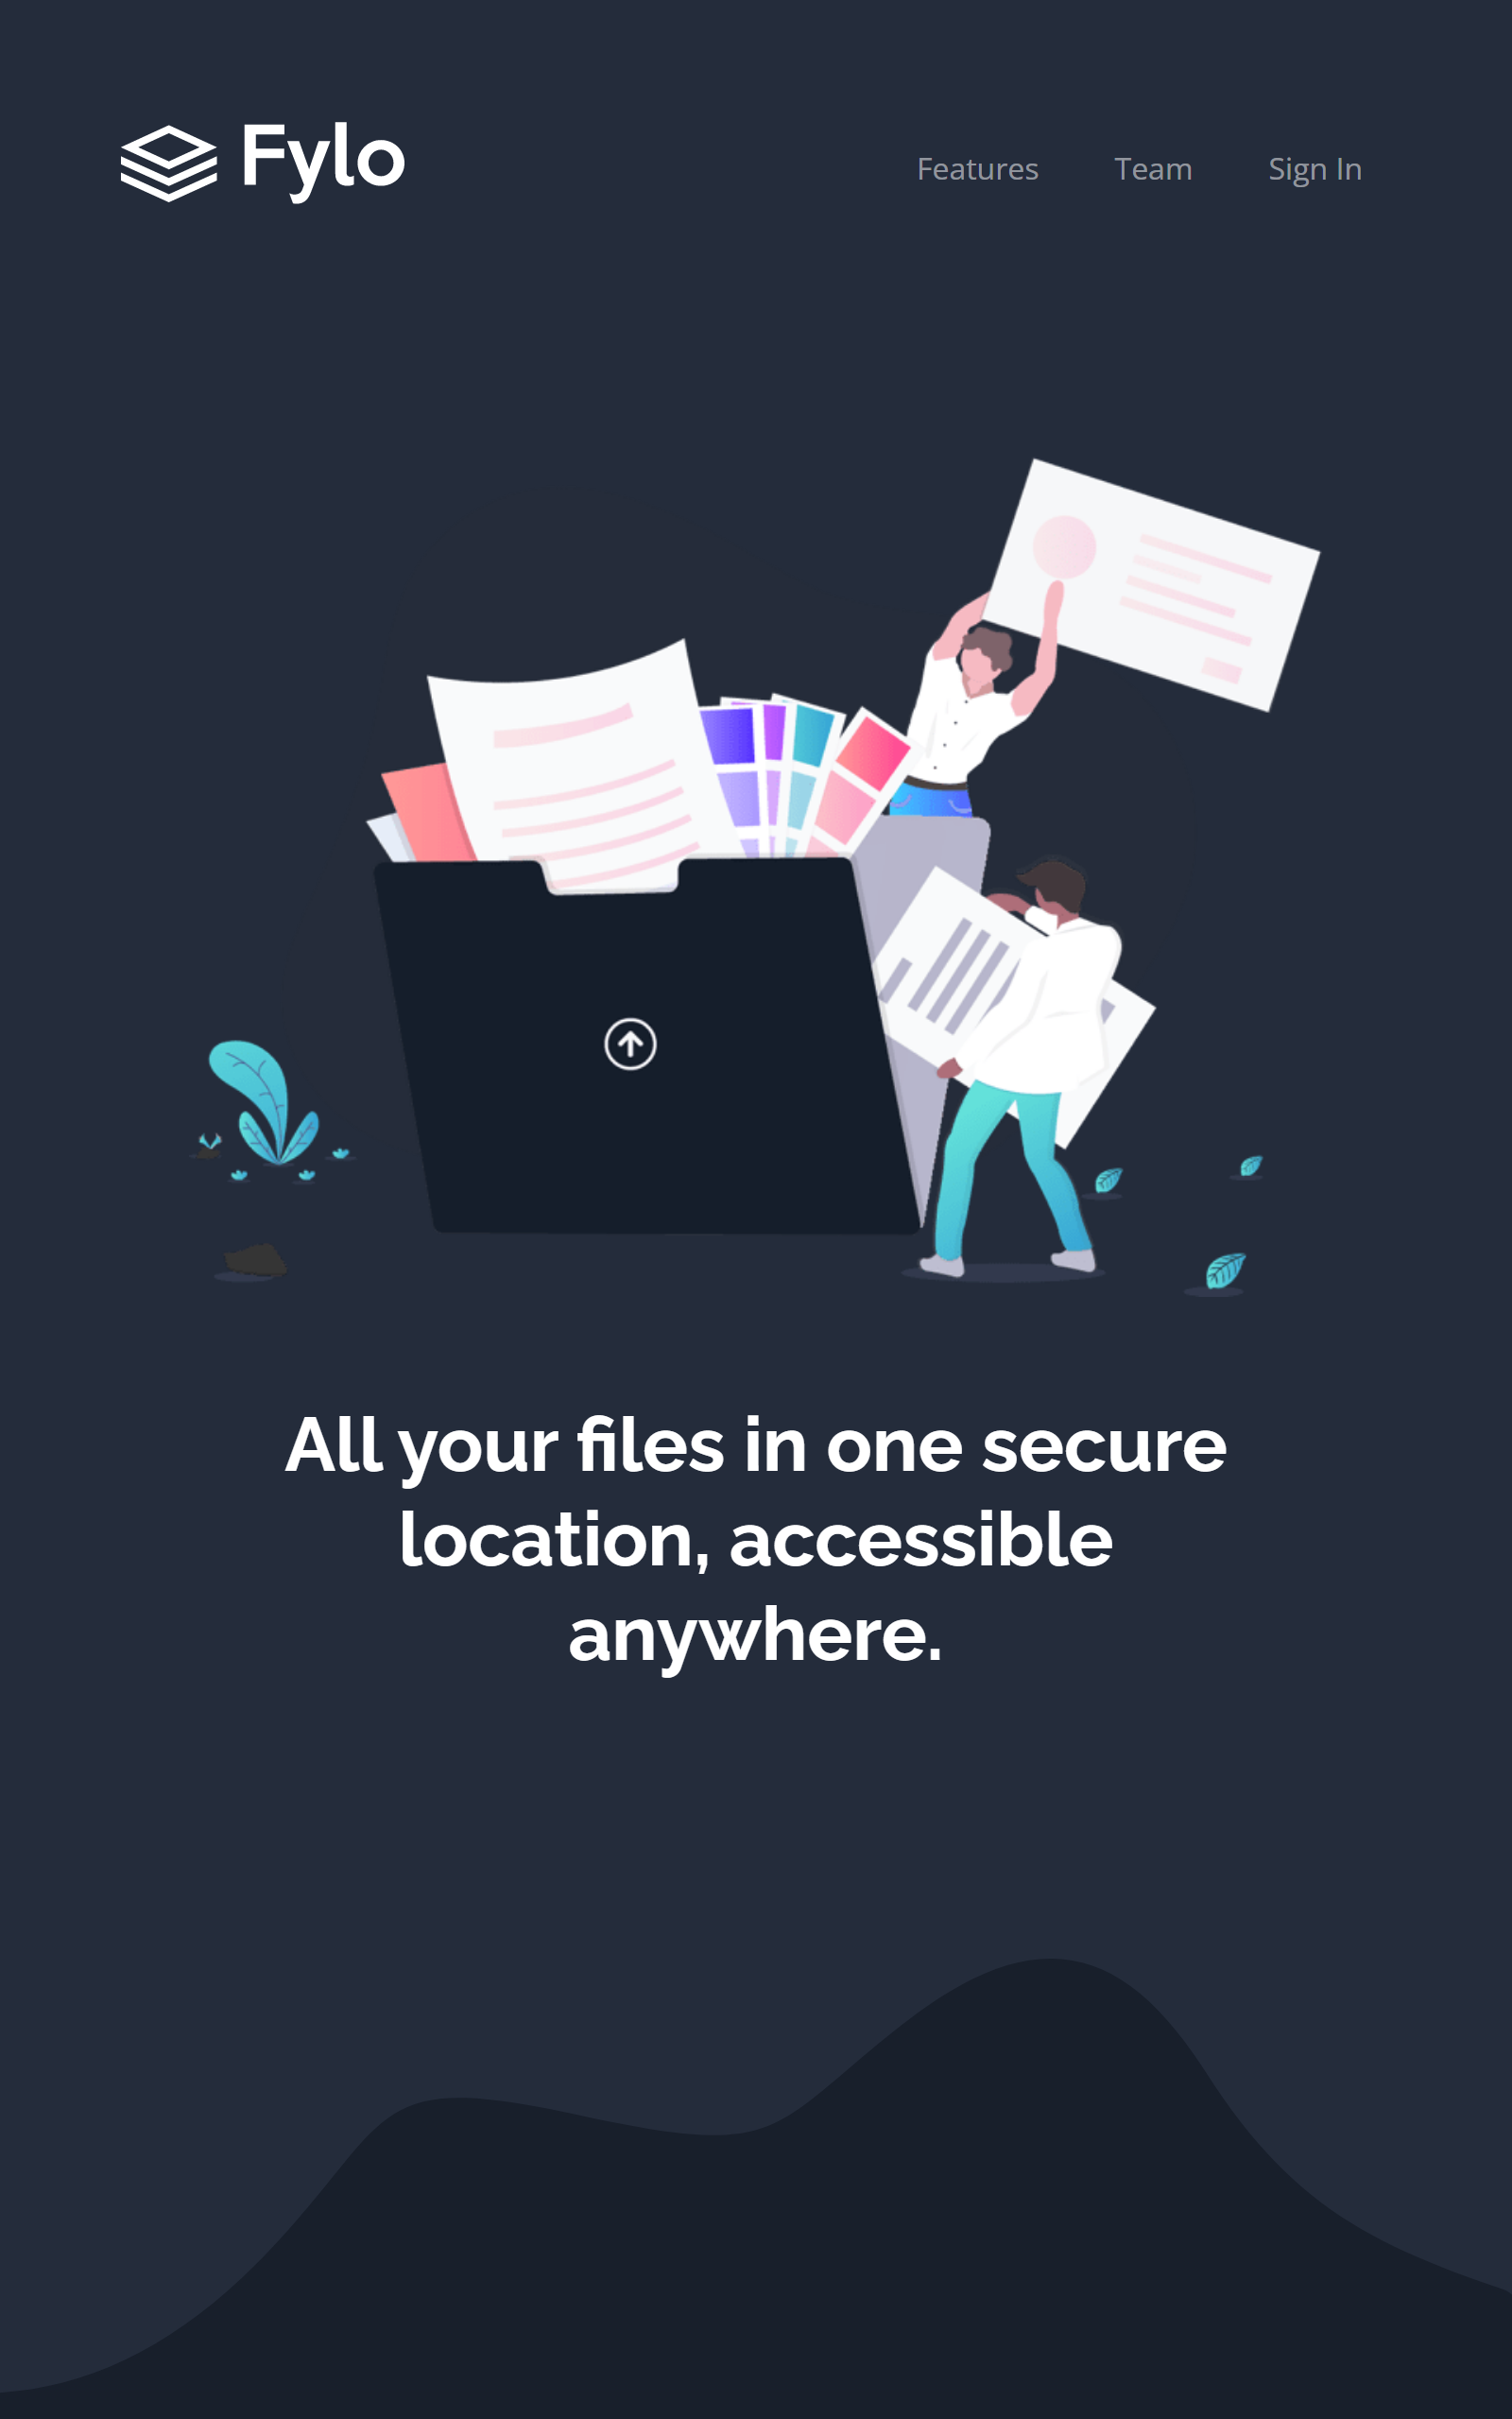 Fylo
Features Team Sign In
All your files in one secure
location, accessible
anywhere.